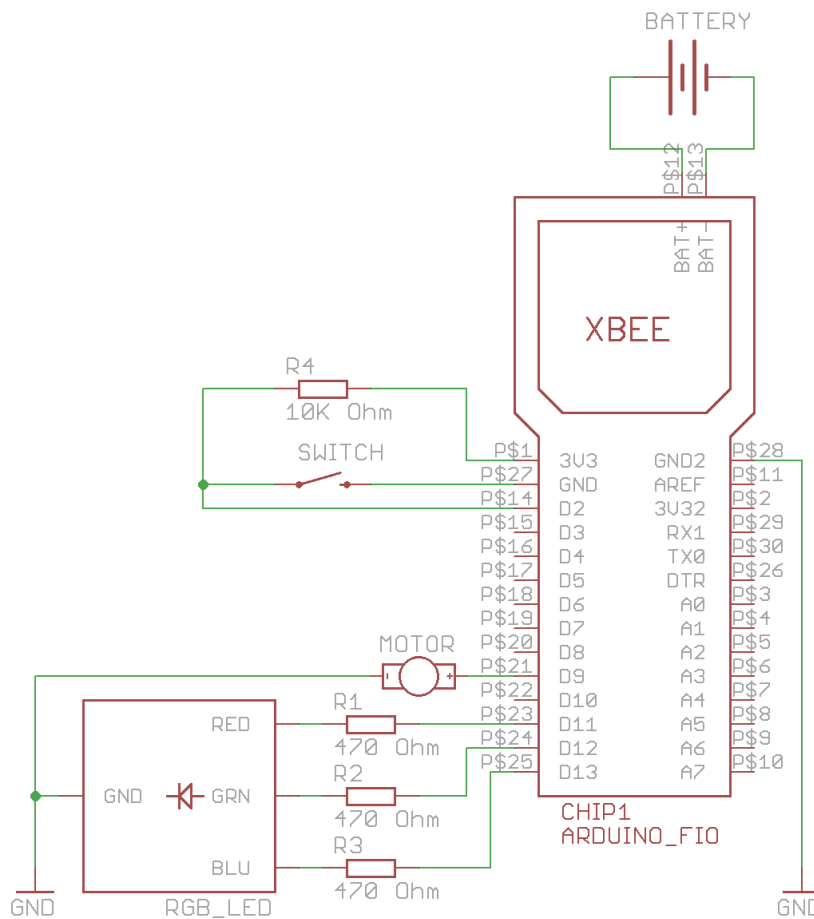 BATTERY
P$12
P$13
BAT+
BAT-
XBEE
R4
10K Ohm
SWITCH
P$1 3V3 GND2 P$28
P$27 GND AREF P$11
P$14 D2 3V32 P$2
P$15 D3 RX1 P$29
P$16 D4 TX0 P$30
P$17 D5 DTR P$26
P$18 D6 A0 P$3
P$19 D7 A1 P$4
P$20 D8 A2 P$5
MOTOR
- +
P$21 D9 A3 P$6
P$22 D10 A4 P$7
P$23 D11 A5 P$8
P$24 D12 A6 P$9
P$25 D13 A7 P$10
RED
R1
470 Ohm
GND
GRN
R2
470 Ohm
BLU
R3
470 Ohm
CHIP1
ARDUINO_FIO
GND
RGB_LED
GND